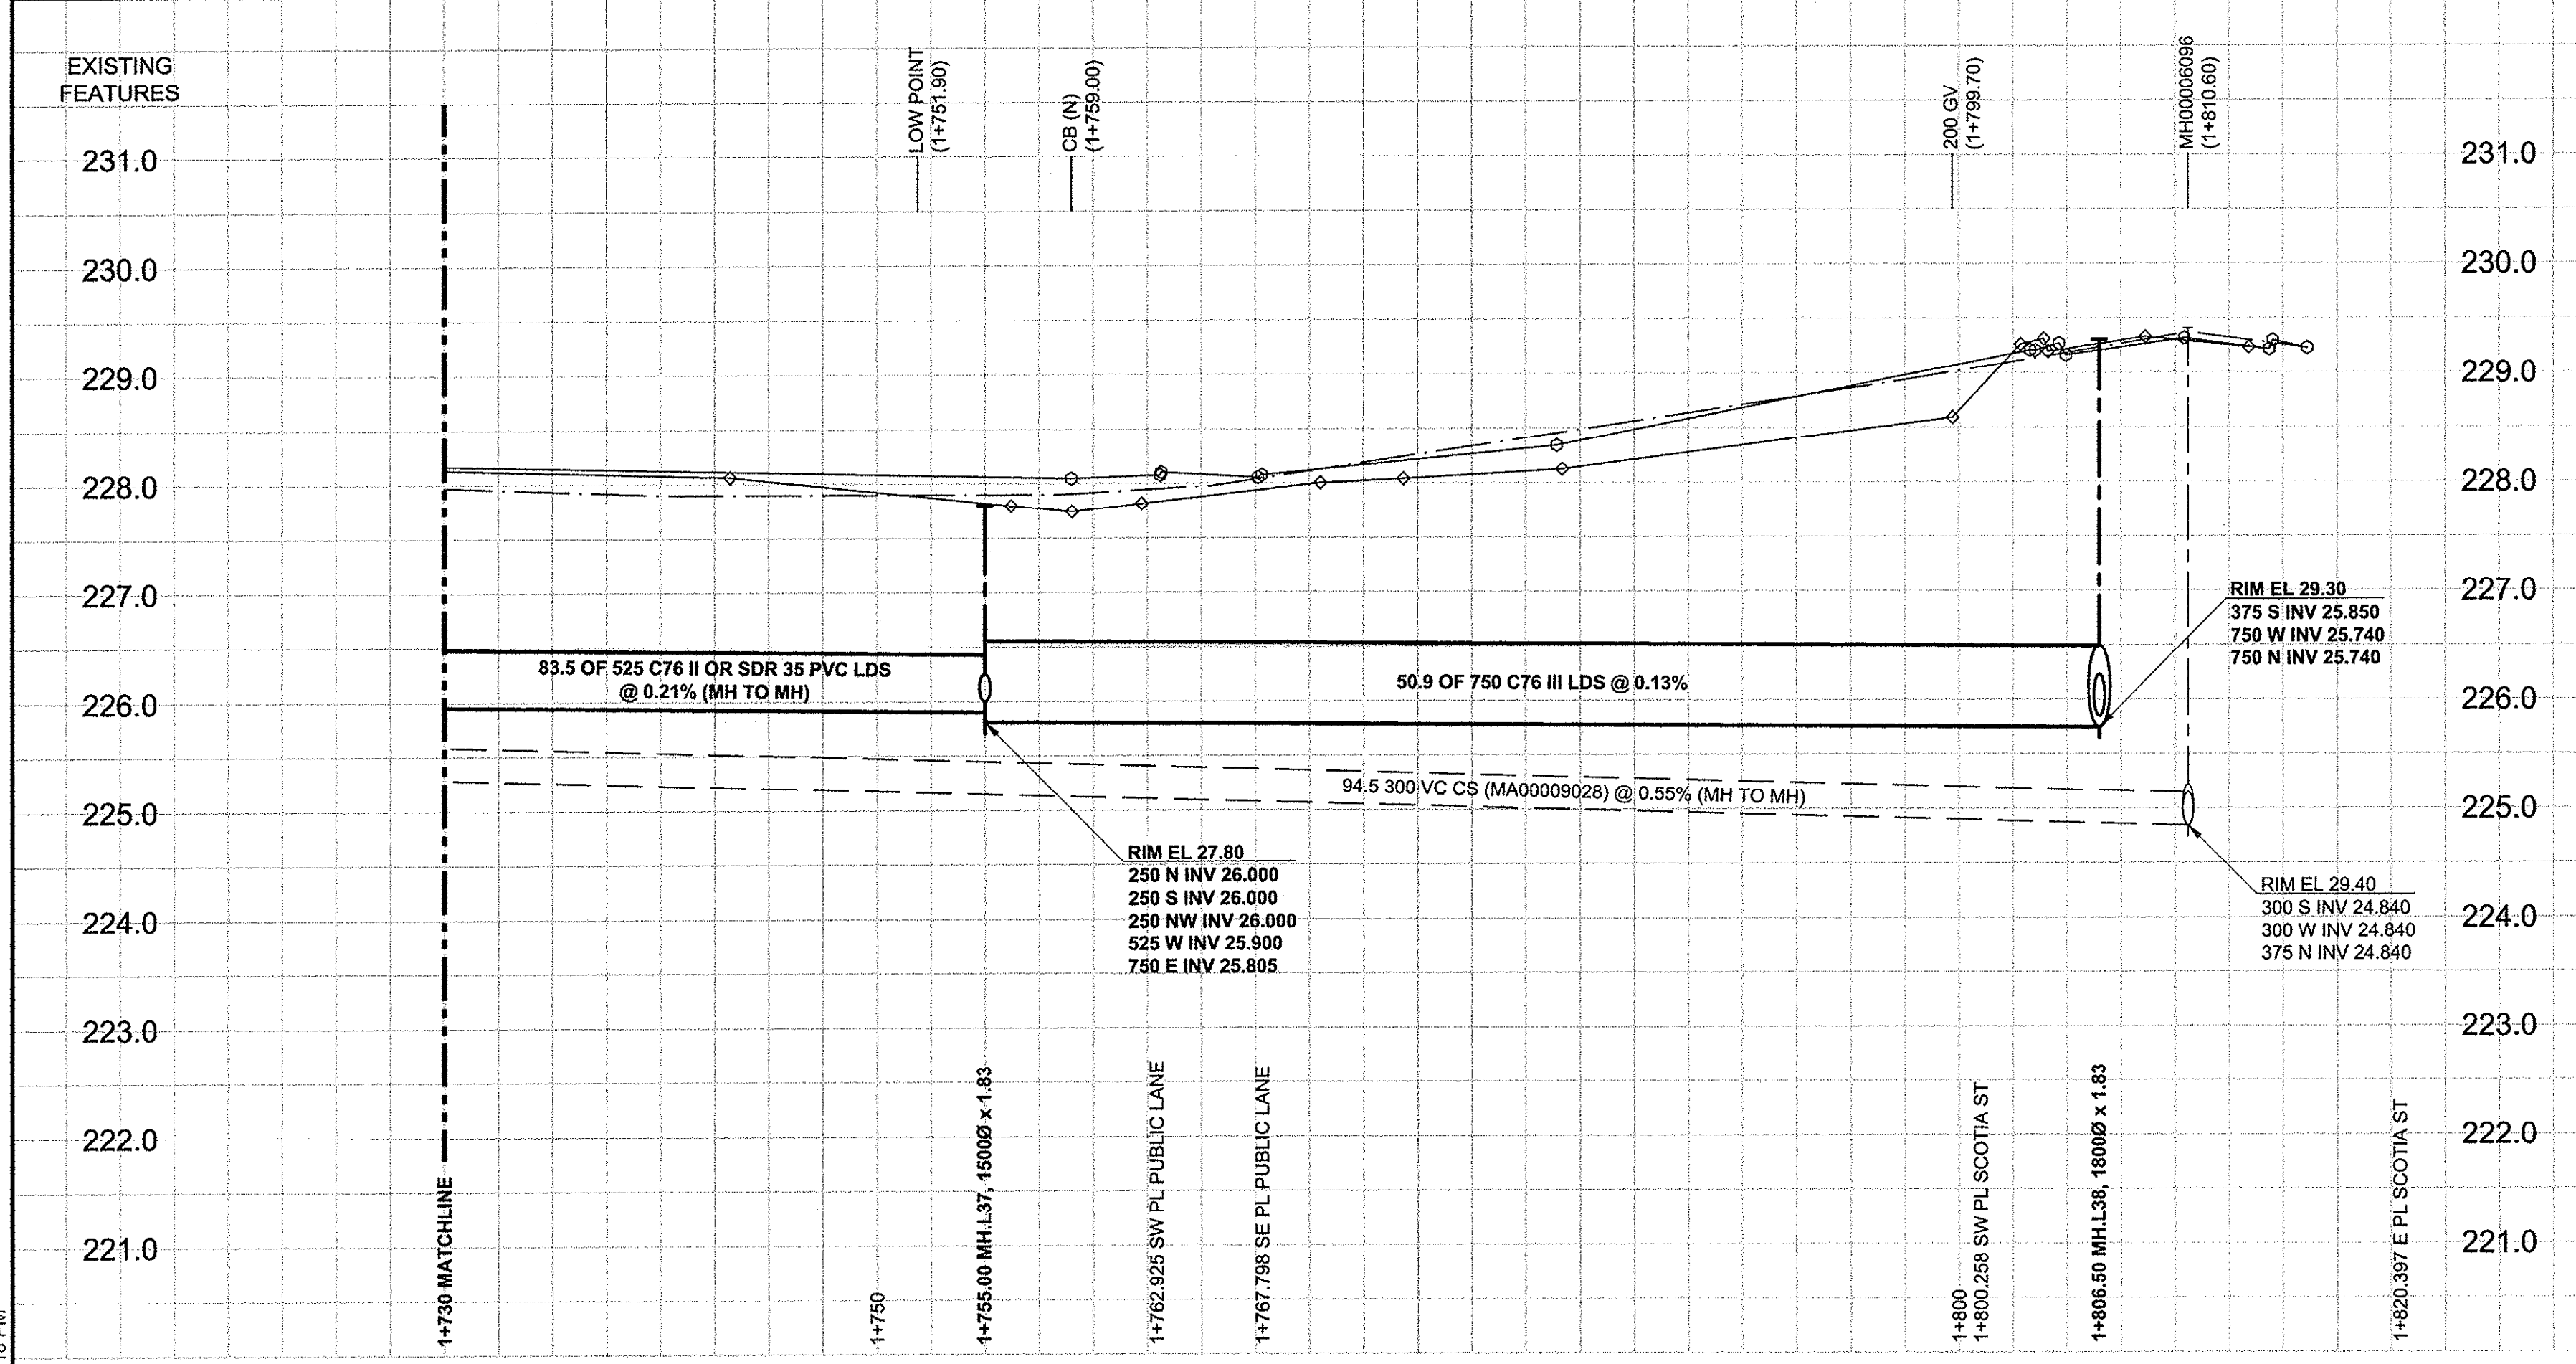 EXISTING
FEATURES
LOW POINT
(1+751.90)
CB (N)
(1+759.00)
200 GV
(1+799.70)
MH00006096
(1+810.60)
231.0
231.0
230.0
230.0
229.0
229.0
228.0
228.0
227.0
227.0
226.0
226.0
225.0
225.0
224.0
224.0
223.0
223.0
222.0
222.0
221.0
221.0
83.5 OF 525 C76 II OR SDR 35 PVC LDS
@ 0.21% (MH TO MH)
50.9 OF 750 C76 III LDS @ 0.13%
RIM EL 29.30
375 S INV 25.850
750 W INV 25.740
750 N INV 25.740
94.5 300 VC CS (MA00009028) @ 0.55% (MH TO MH)
RIM EL 27.80
250 N INV 26.000
250 S INV 26.000
250 NW INV 26.000
525 W INV 25.900
750 E INV 25.805
RIM EL 29.40
300 S INV 24.840
300 W INV 24.840
375 N INV 24.840
1+730 MATCHLINE
1+750
1+755.00 MH.L37, 1500Ø x 1.83
1+762.925 SW PL PUBLIC LANE
1+767.798 SE PL PUBLIC LANE
1+800
1+800.258 SW PL SCOTIA ST
1+806.50 MH.L38, 1800Ø x 1.83
1+820.397 E PL SCOTIA ST
PM